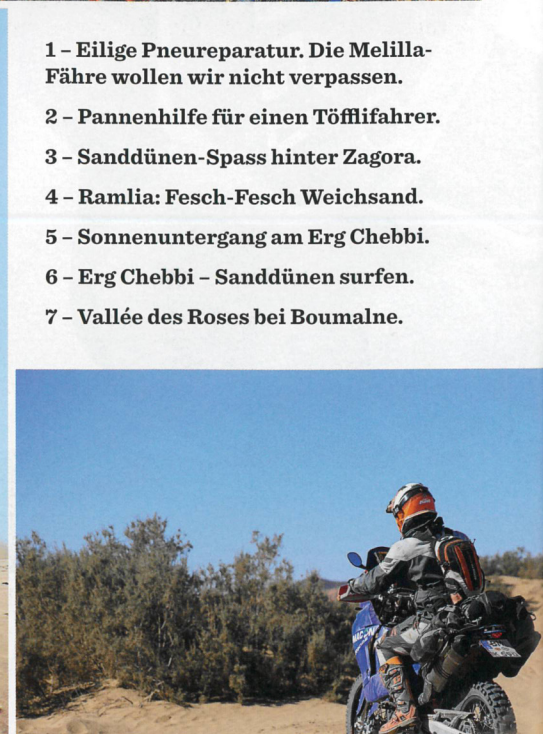 1 – Eilige Pneureparatur. Die Melilla-
Fähre wollen wir nicht verpassen.
2 – Pannenhilfe für einen Töfflifahrer.
3 – Sanddünen-Spass hinter Zagora.
4 – Ramlia: Fesch-Fesch Weichsand.
5 – Sonnenuntergang am Erg Chebbi.
6 – Erg Chebbi – Sanddünen surfen.
7 – Vallée des Roses bei Boumalne.